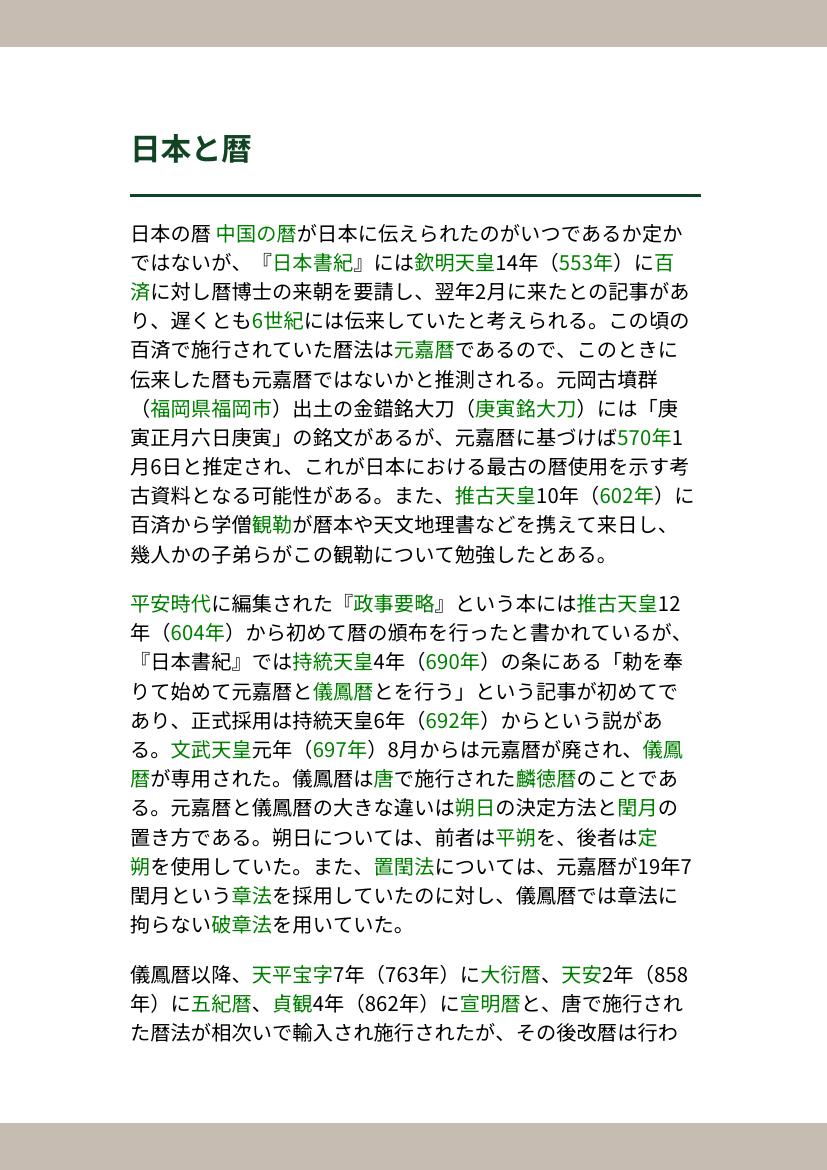 日本と暦
日本の暦 中国の暦が日本に伝えられたのがいつであるか定か
ではないが、『日本書紀』には欽明天皇14年（553年）に百
済に対し暦博士の来朝を要請し、翌年2月に来たとの記事があ
り、遅くとも6世紀には伝来していたと考えられる。この頃の
百済で施行されていた暦法は元嘉暦であるので、このときに
伝来した暦も元嘉暦ではないかと推測される。元岡古墳群
（福岡県福岡市）出土の金錯銘大刀（庚寅銘大刀）には「庚
寅正月六日庚寅」の銘文があるが、元嘉暦に基づけば570年1
月6日と推定され、これが日本における最古の暦使用を示す考
古資料となる可能性がある。また、推古天皇10年（602年）に
百済から学僧観勒が暦本や天文地理書などを携えて来日し、
幾人かの子弟らがこの観勒について勉強したとある。
平安時代に編集された『政事要略』という本には推古天皇12
年（604年）から初めて暦の頒布を行ったと書かれているが、
『日本書紀』では持統天皇4年（690年）の条にある「勅を奉
りて始めて元嘉暦と儀鳳暦とを行う」という記事が初めてで
あり、正式採用は持統天皇6年（692年）からという説があ
る。文武天皇元年（697年）8月からは元嘉暦が廃され、儀鳳
暦が専用された。儀鳳暦は唐で施行された麟徳暦のことであ
る。元嘉暦と儀鳳暦の大きな違いは朔日の決定方法と閏月の
置き方である。朔日については、前者は平朔を、後者は定
朔を使用していた。また、置閏法については、元嘉暦が19年7
閏月という章法を採用していたのに対し、儀鳳暦では章法に
拘らない破章法を用いていた。
儀鳳暦以降、天平宝字7年（763年）に大衍暦、天安2年（858
年）に五紀暦、貞観4年（862年）に宣明暦と、唐で施行され
た暦法が相次いで輸入され施行されたが、その後改暦は行わ